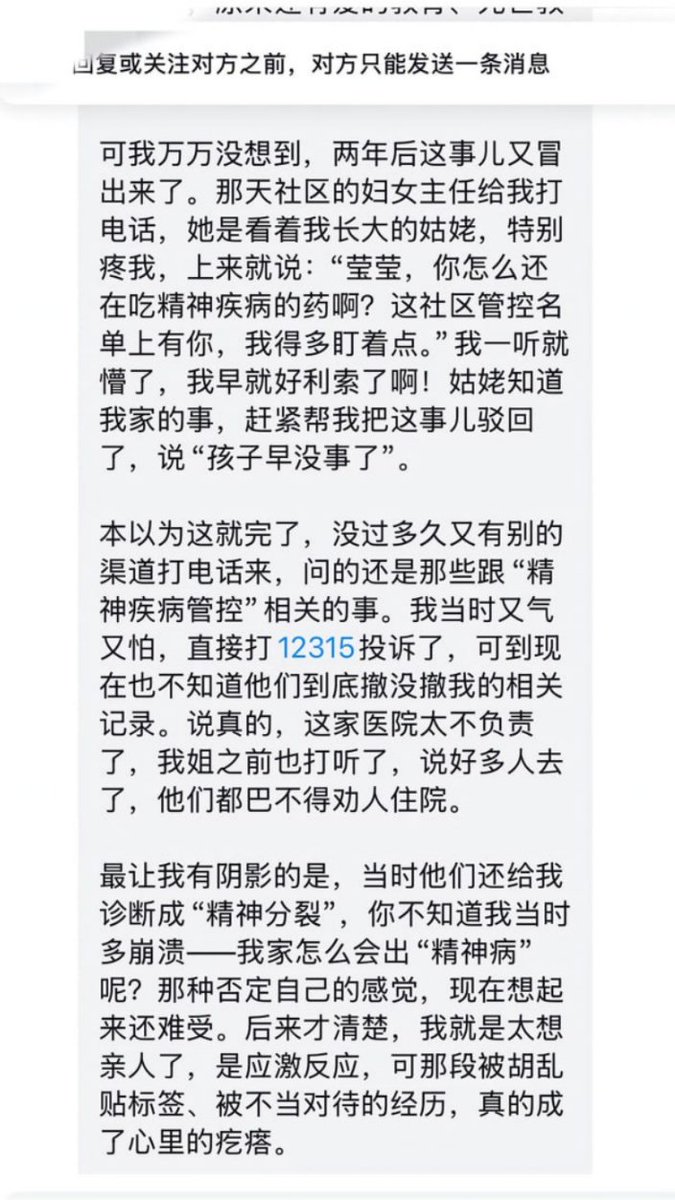 回复或关注对方之前，对方只能发送一条消息
可我万万没想到，两年后这事儿又冒
出来了。那天社区的妇女主任给我打
电话，她是看着我长大的姑姥，特别
疼我，上来就说：“莹莹，你怎么还
在吃精神疾病的药啊？这社区管控名
单上有你，我得多盯着点。”我一听就
懵了，我早就好利索了啊！姑姥知道
我家的事，赶紧帮我把这事儿驳回
了，说“孩子早没事了”。
本以为这就完了，没过多久又有别的
渠道打电话来，问的还是那些跟“精
神疾病管控”相关的事。我当时又气
又怕，直接打12315投诉了，可到现
在也不知道他们到底撤没撤我的相关
记录。说真的，这家医院太不负责
了，我姐之前也打听了，说好多人去
了，他们都巴不得劝人住院。
最让我有阴影的是，当时他们还给我
诊断成“精神分裂”，你不知道我当时
多崩溃——我家怎么会出“精神病”
呢？那种否定自己的感觉，现在想起
来还难受。后来才清楚，我就是太想
亲人了，是应激反应，可那段被胡乱
贴标签、被不当对待的经历，真的成
了心里的疙瘩。